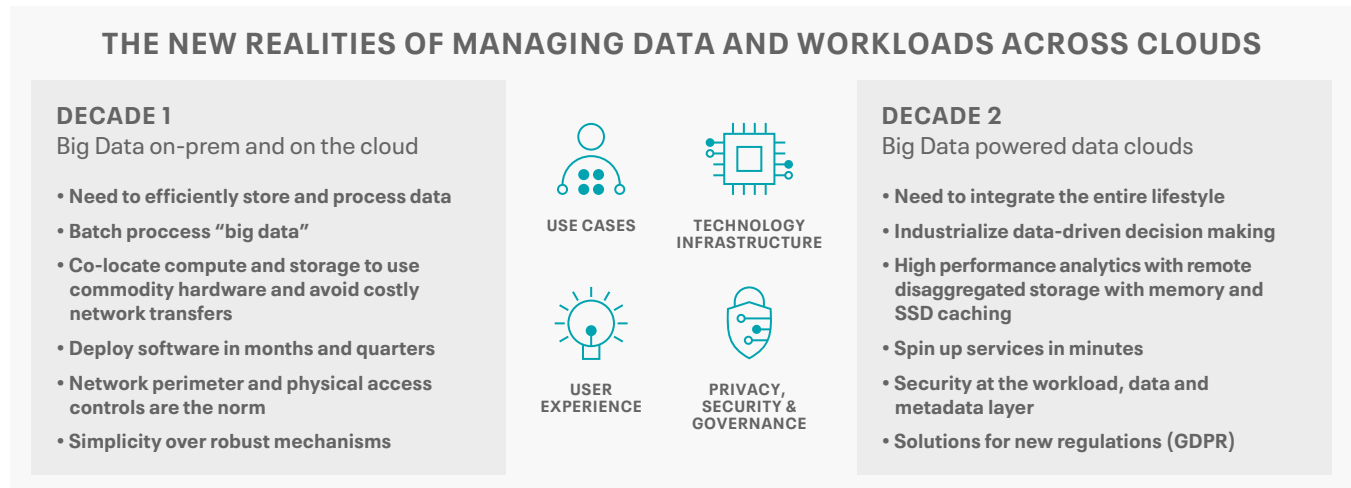 THE NEW REALITIES OF MANAGING DATA AND WORKLOADS ACROSS CLOUDS
DECADE 1
Big Data on-prem and on the cloud
• Need to efficiently store and process data
• Batch proccess “big data”
• Co-locate compute and storage to use
commodity hardware and avoid costly
network transfers
• Deploy software in months and quarters
• Network perimeter and physical access
controls are the norm
• Simplicity over robust mechanisms
USE CASES
TECHNOLOGY
INFRASTRUCTURE
USER
EXPERIENCE
PRIVACY,
SECURITY &
GOVERNANCE
DECADE 2
Big Data powered data clouds
• Need to integrate the entire lifestyle
• Industrialize data-driven decision making
• High performance analytics with remote
disaggregated storage with memory and
SSD caching
• Spin up services in minutes
• Security at the workload, data and
metadata layer
• Solutions for new regulations (GDPR)